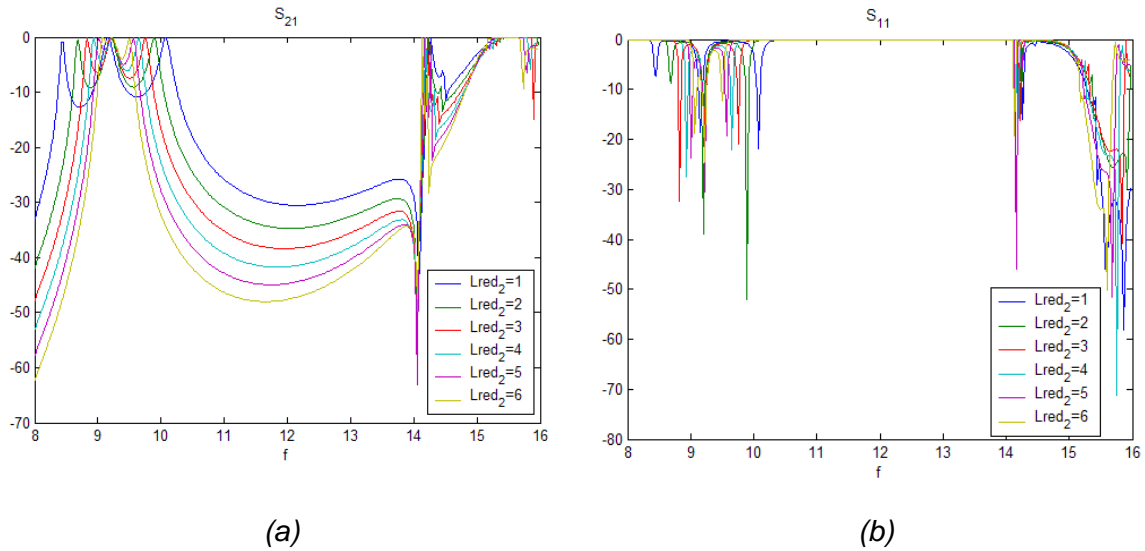 S21
0
-10
-20
-30
-40
-50
-60
-70
8 9 10 11 12 13 14 15 16
f
Lred2=1
Lred2=2
Lred2=3
Lred2=4
Lred2=5
Lred2=6
(a)
S11
0
-10
-20
-30
-40
-50
-60
-70
-80
8 9 10 11 12 13 14 15 16
f
Lred2=1
Lred2=2
Lred2=3
Lred2=4
Lred2=5
Lred2=6
(b)